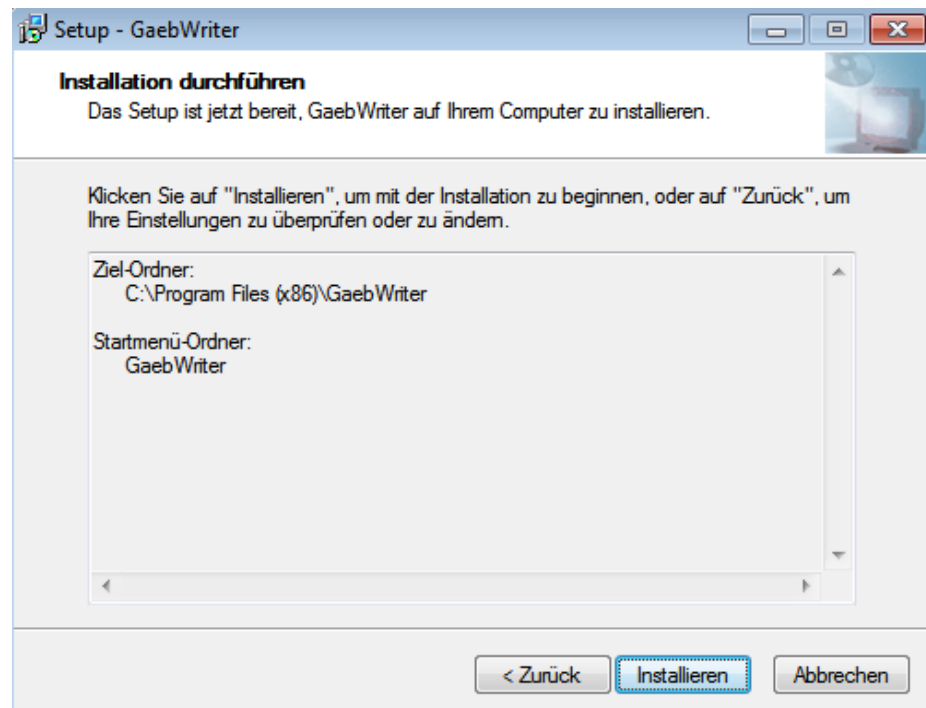 Setup - GaebWriter
Installation durchführen
Das Setup ist jetzt bereit, GaebWriter auf Ihrem Computer zu installieren.
Klicken Sie auf "Installieren", um mit der Installation zu beginnen, oder auf "Zurück", um
Ihre Einstellungen zu überprüfen oder zu ändern.
Ziel-Ordner:
C:\Program Files (x86)\GaebWriter
Startmenü-Ordner:
GaebWriter
< Zurück
Installieren
Abbrechen